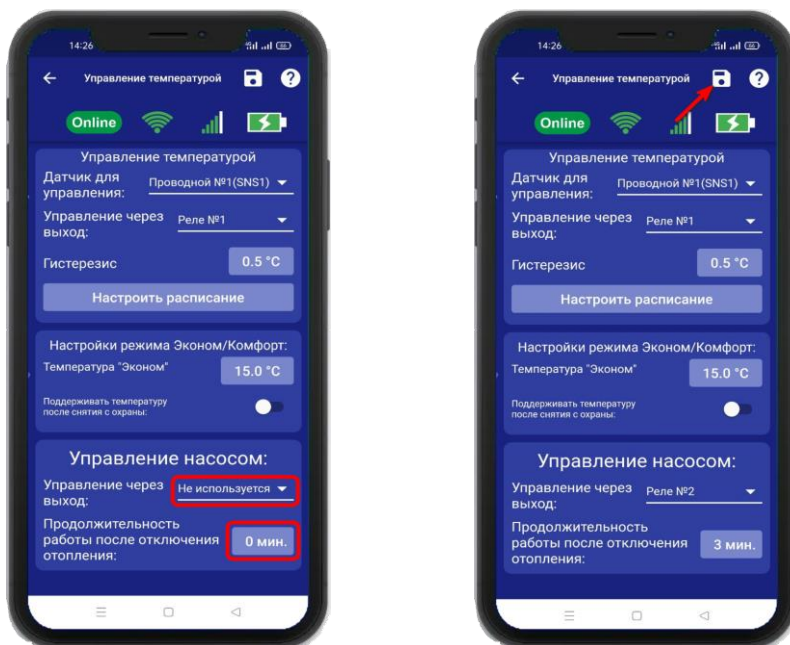 14:26
Управление температурой
Online
Управление температурой
Датчик для
управления:
Проводной №1(SNS1)
Управление через
выход:
Реле №1
Гистерезис
0.5 °C
Настроить расписание
Настройки режима Эконом/Комфорт:
Температура "Эконом"
15.0 °C
Поддерживать температуру
после снятия с охраны:
Управление насосом:
Управление через
выход:
Не используется
Продолжительность
работы после отключения
отопления:
0 мин.
14:26
Управление температурой
Online
Управление температурой
Датчик для
управления:
Проводной №1(SNS1)
Управление через
выход:
Реле №1
Гистерезис
0.5 °C
Настроить расписание
Настройки режима Эконом/Комфорт:
Температура "Эконом"
15.0 °C
Поддерживать температуру
после снятия с охраны:
Управление насосом:
Управление через
выход:
Реле №2
Продолжительность
работы после отключения
отопления:
3 мин.